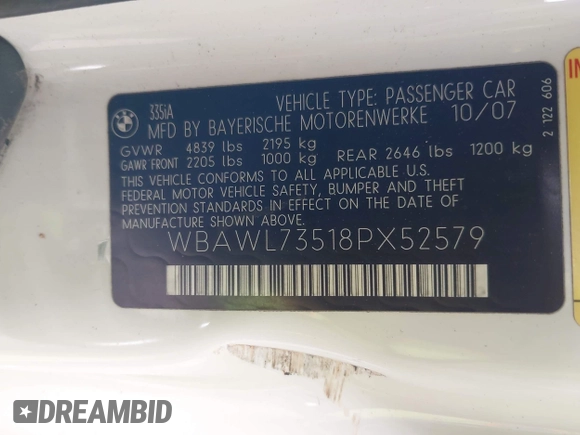 BMW
335iA
VEHICLE TYPE: PASSENGER CAR
MFD BY BAYERISCHE MOTORENWERKE 10/07
GVWR 4839 lbs 2195 kg
GAWR FRONT 2205 lbs 1000 kg REAR 2646 lbs 1200 kg
THIS VEHICLE CONFORMS TO ALL APPLICABLE U.S.
FEDERAL MOTOR VEHICLE SAFETY, BUMPER AND THEFT
PREVENTION STANDARDS IN EFFECT ON THE DATE OF
MANUFACTURE SHOWN ABOVE.
WBAWL73518PX52579
2 122 606
IN
DREAMBID